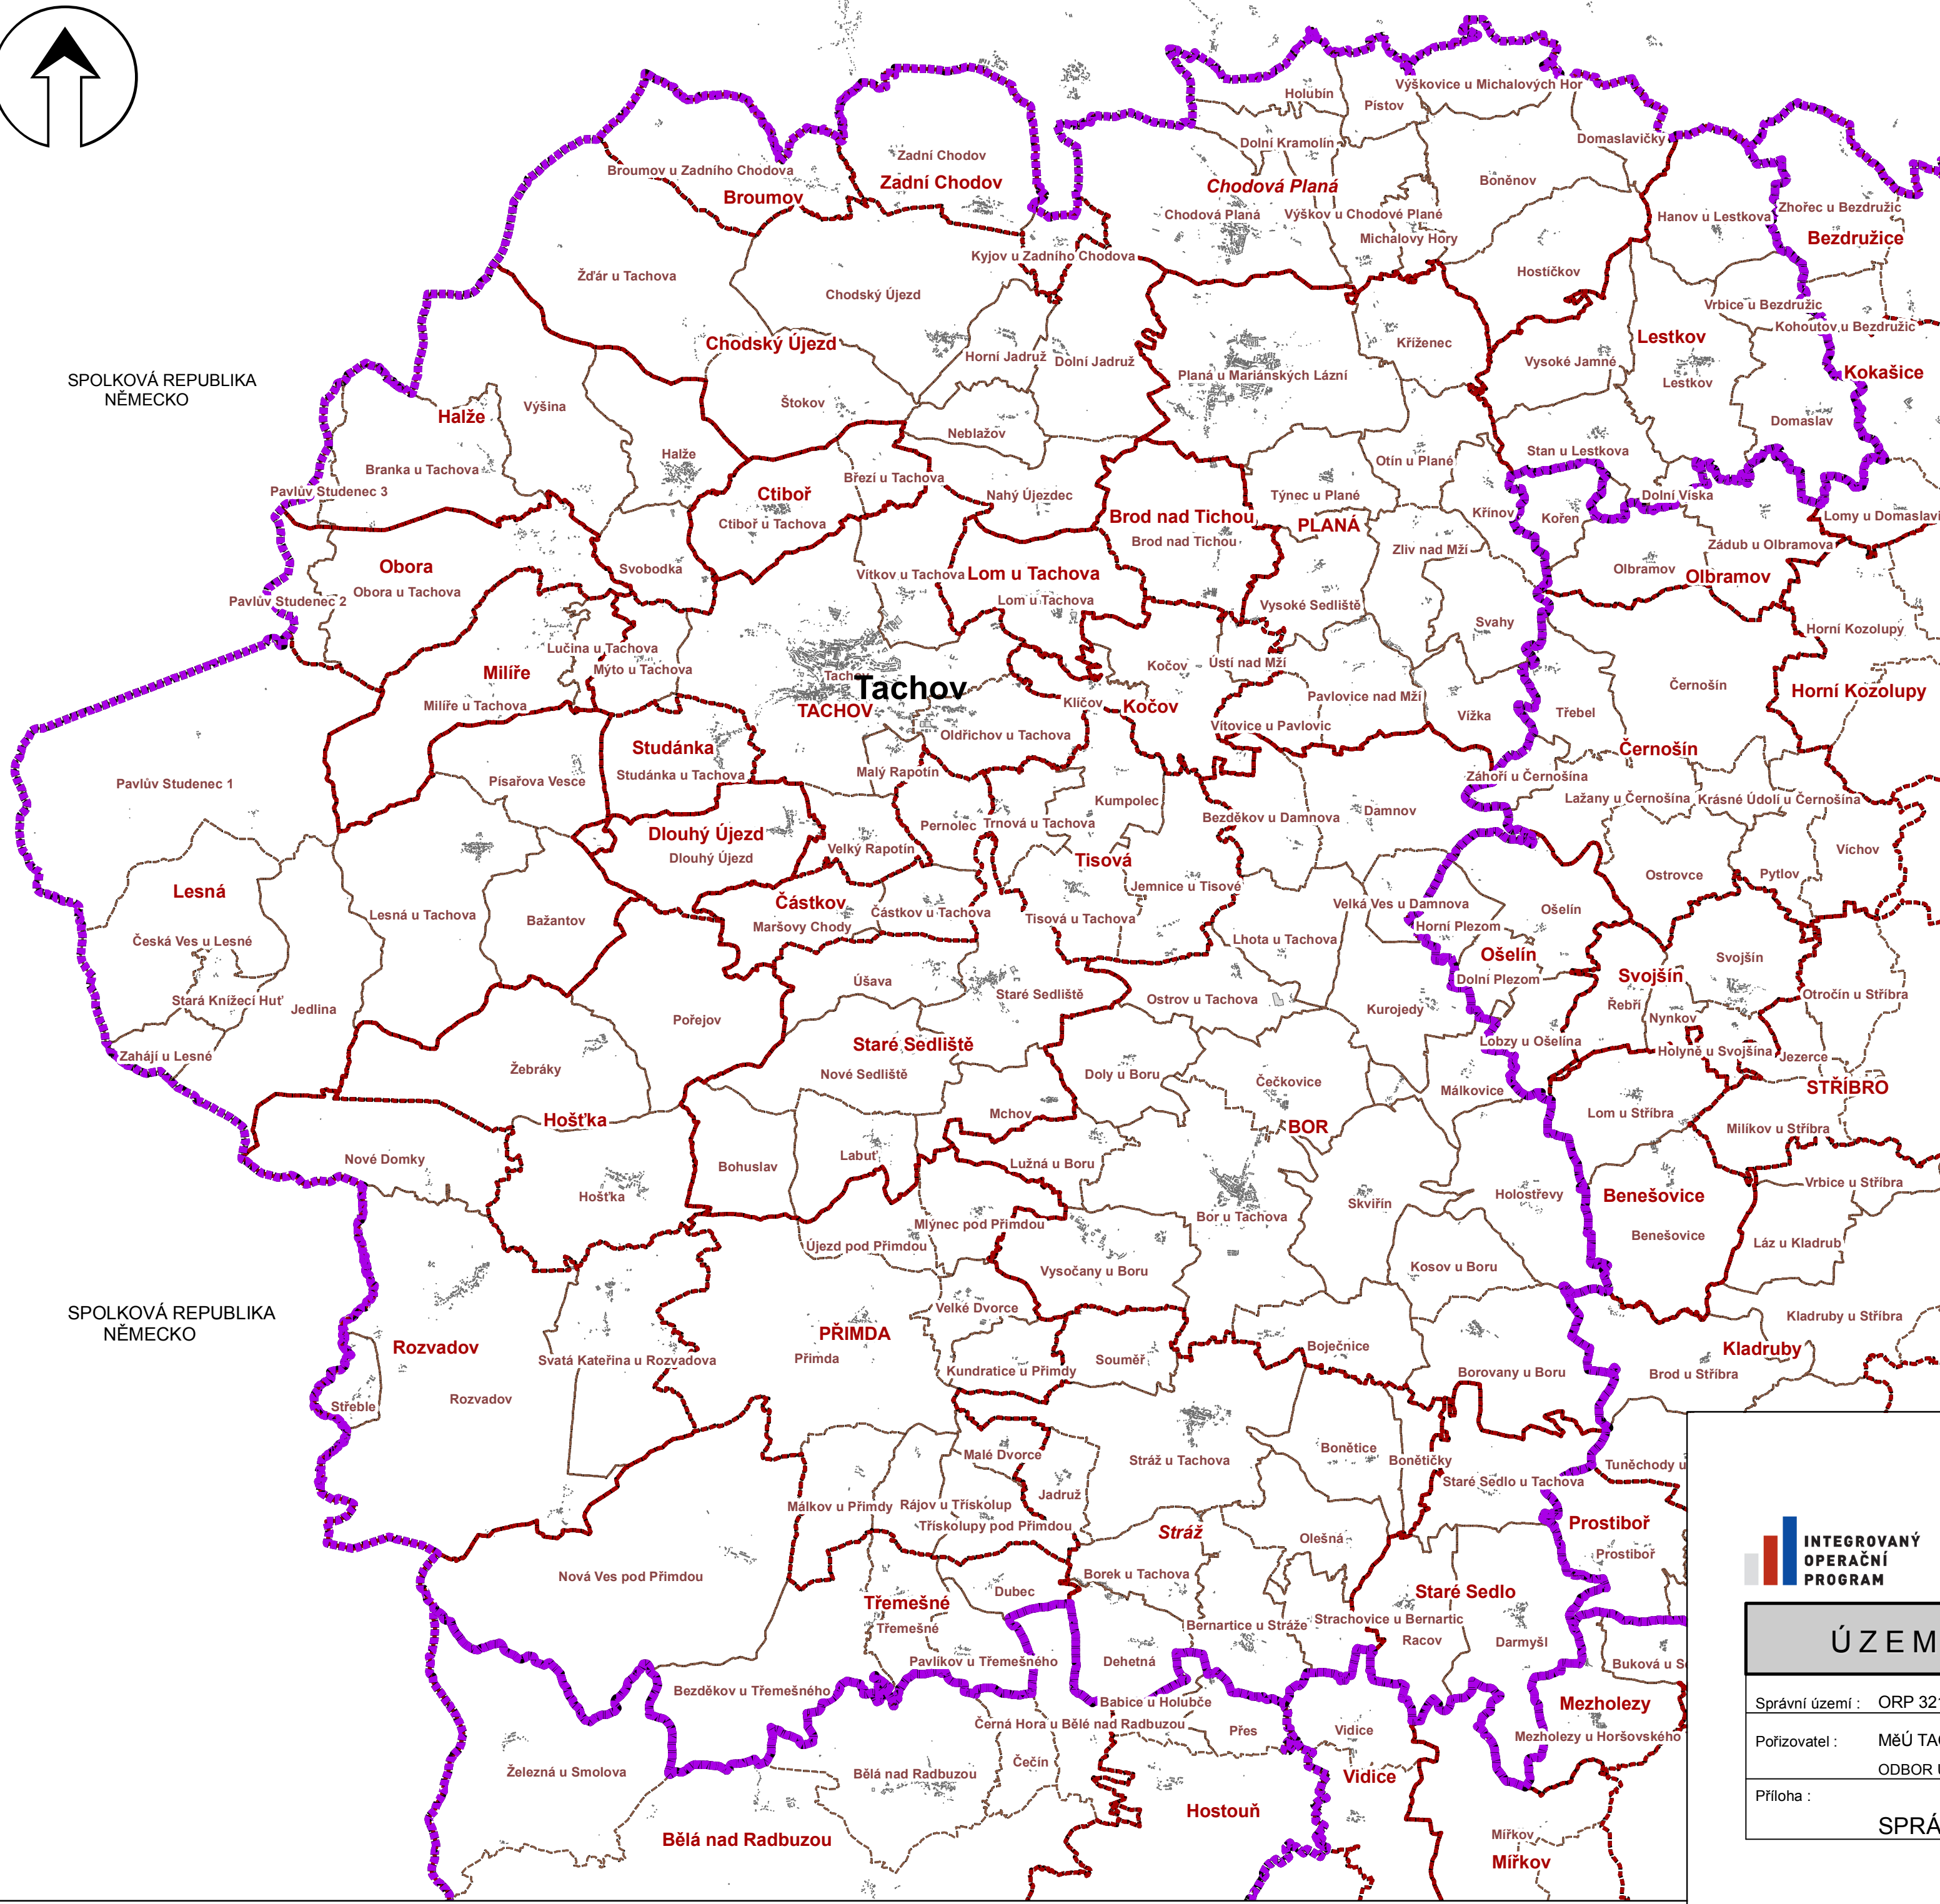 Výškovice u Michalových Hor
Holubín
Pístov
Dolní Kramolín
Domaslavičky
Zadní Chodov
Broumov u Zadního Chodova
Zadní Chodov
Chodová Planá
Boněnov
Broumov
Chodová Planá
Výškov u Chodové Plané
Hanov u Lestkova
Zhořec u Bezdružic
Michalovy Hory
Bezdružice
Kyjov u Zadního Chodova
Žďár u Tachova
Hostíčkov
Chodský Újezd
Vrbice u Bezdružic
Kohoutov u Bezdružic
Chodský Újezd
Lestkov
Kříženec
Horní Jadruž
Dolní Jadruž
Vysoké Jamné
SPOLKOVÁ REPUBLIKA
NĚMECKO
Planá u Mariánských Lázní
Lestkov
Kokašice
Štokov
Výšina
Halže
Domaslav
Neblažov
Stan u Lestkova
Halže
Otín u Plané
Branka u Tachova
Březí u Tachova
Pavlův Studenec 3
Ctiboř
Nahý Újezdec
Týnec u Plané
Dolní Víska
Křínov
Kořen
Lomy u Domaslavi
Ctiboř u Tachova
Brod nad Tichou
PLANÁ
Brod nad Tichou
Zliv nad Mží
Zádub u Olbramova
Obora
Svobodka
Vítkov u Tachova
Lom u Tachova
Olbramov
Olbramov
Obora u Tachova
Pavlův Studenec 2
Lom u Tachova
Vysoké Sedliště
Svahy
Horní Kozolupy
Lučina u Tachova
Mýto u Tachova
Milíře
Kočov
Ústí nad Mží
Tachov
Tachov
Černošín
Horní Kozolupy
Milíře u Tachova
TACHOV
Klíčov
Kočov
Pavlovice nad Mží
Vížka
Třebel
Vítovice u Pavlovic
Studánka
Oldřichov u Tachova
Černošín
Studánka u Tachova
Malý Rapotín
Záhoří u Černošína
Pavlův Studenec 1
Písařova Vesce
Kumpolec
Lažany u Černošína
Krásné Údolí u Černošína
Bezděkov u Damnova
Damnov
Pernolec
Trnová u Tachova
Dlouhý Újezd
Dlouhý Újezd
Velký Rapotín
Tisová
Víchov
Ostrovce
Pytlov
Lesná
Jemnice u Tisové
Velká Ves u Damnova
Částkov
Částkov u Tachova
Ošelín
Lesná u Tachova
Bažantov
Maršovy Chody
Tisová u Tachova
Horní Plezom
Česká Ves u Lesné
Lhota u Tachova
Ošelín
Svojšín
Úšava
Dolní Plezom
Svojšín
Staré Sedliště
Ostrov u Tachova
Otročín u Stříbra
Stará Knížecí Huť
Jedlina
Pořejov
Kurojedy
Řebří
Nynkov
Staré Sedliště
Lobzy u Ošelína
Zahájí u Lesné
Holyně u Svojšína
Jezerce
Žebráky
Nové Sedliště
Doly u Boru
Čečkovice
Málkovice
STŘÍBRO
Hošťka
Mchov
BOR
Lom u Stříbra
Milíkov u Stříbra
Nové Domky
Bohuslav
Labuť
Lužná u Boru
Vrbice u Stříbra
Hošťka
Skviřín
Holostřevy
Benešovice
Bor u Tachova
Mlýnec pod Přimdou
Benešovice
Láz u Kladrub
Újezd pod Přimdou
Vysočany u Boru
Kosov u Boru
SPOLKOVÁ REPUBLIKA
NĚMECKO
Velké Dvorce
Kladruby u Stříbra
PŘIMDA
Rozvadov
Boječnice
Kladruby
Svatá Kateřina u Rozvadova
Přimda
Souměř
Kundratice u Přimdy
Borovany u Boru
Brod u Stříbra
Rozvadov
Střeble
Bonětice
Malé Dvorce
Stráž u Tachova
Bonětičky
Tuněchody u
Staré Sedlo u Tachova
Jadruž
Málkov u Přimdy
Rájov u Třískolup
Třískolupy pod Přimdou
Prostiboř
Stráž
Olešná
INTEGROVANÝ
OPERAČNÍ
PROGRAM
Prostiboř
Nová Ves pod Přimdou
Borek u Tachova
Dubec
Staré Sedlo
Třemešné
Třemešné
Bernartice u Stráže
Strachovice u Bernartic
Racov
Darmyšl
ÚZEM
Pavlíkov u Třemešného
Dehetná
Buková u
Bezděkov u Třemešného
Babice u Holubče
Mezholezy
Správní území :
ORP 321
Černá Hora u Bělé nad Radbuzou
Přes
Vidice
Mezholezy u Horšovského
Pořizovatel :
MěÚ TAC
ODBOR
Železná u Smolova
Bělá nad Radbuzou
Čečín
Vidice
Příloha :
Hostouň
SPRÁ
Bělá nad Radbuzou
Mířkov
Mířkov